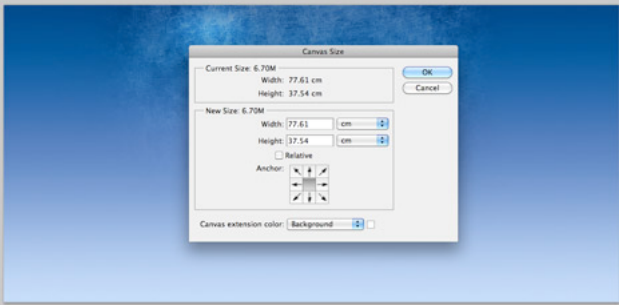 Canvas Size
Current Size: 6.70M
Width: 77.61 cm
Height: 37.54 cm
OK
Cancel
New Size: 6.70M
Width: 77.61 cm
Height: 37.54 cm
Relative
Anchor:
Canvas extension color: Background